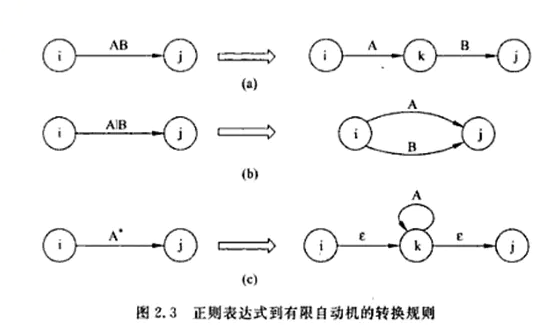 i AB j i A k B j
(a)
i A|B j i A B j
(b)
i A* j i ε k A ε j
(c)
图 2.3 正则表达式到有限自动机的转换规则